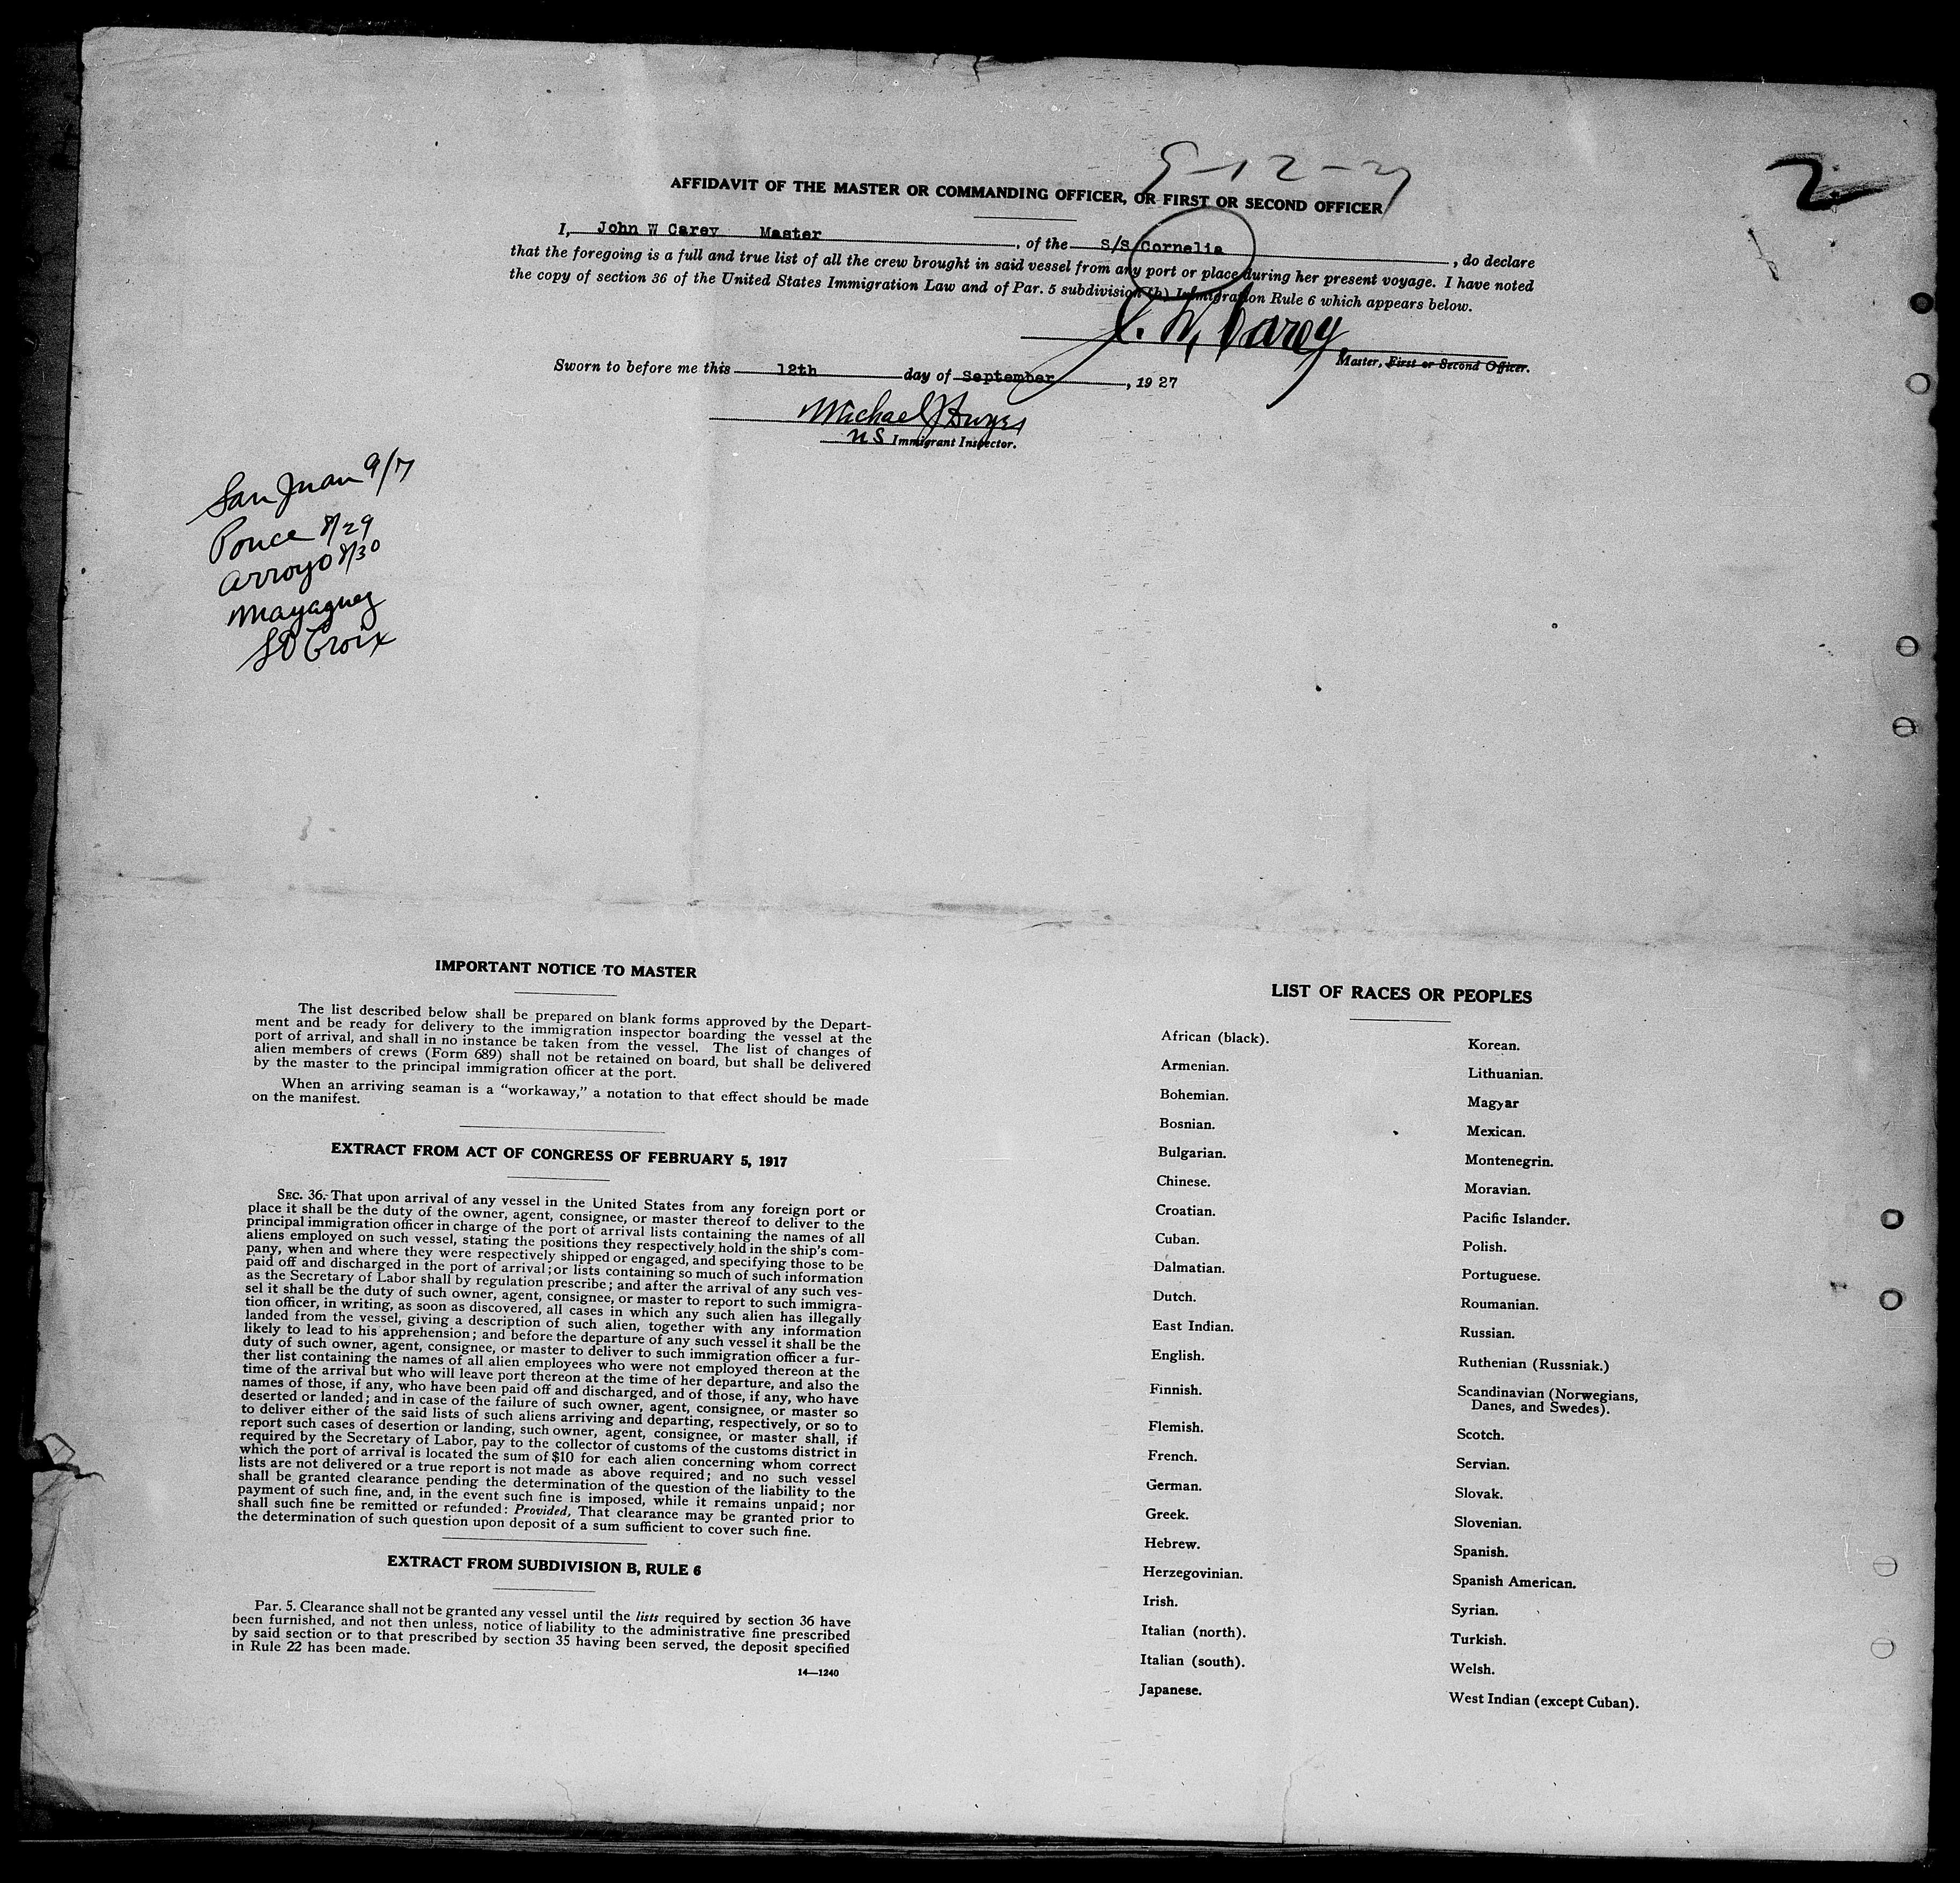 9-12-27
2
AFFIDAVIT OF THE MASTER OR COMMANDING OFFICER, OR FIRST OR SECOND OFFICER
I, John W Carey Master, of the S/S Cornelia, do declare
that the foregoing is a full and true list of all the crew brought in said vessel from any port or place during her present voyage. I have noted
the copy of section 36 of the United States Immigration Law and of Par. 5 subdivision (b) Immigration Rule 6 which appears below.
J. W. Carey
Master, First or Second Officer.
Sworn to before me this 12th day of September, 1927
Michael J
US Immigrant Inspector.
San Juan 9/7
Ponce 8/29
Arroyo 8/30
Mayaguez
St Croix
IMPORTANT NOTICE TO MASTER
The list described below shall be prepared on blank forms approved by the Depart-
ment and be ready for delivery to the immigration inspector boarding the vessel at the
port of arrival, and shall in no instance be taken from the vessel. The list of changes of
alien members of crews (Form 689) shall not be retained on board, but shall be delivered
by the master to the principal immigration officer at the port.
When an arriving seaman is a "workaway," a notation to that effect should be made
on the manifest.
EXTRACT FROM ACT OF CONGRESS OF FEBRUARY 5, 1917
SEC. 36. That upon arrival of any vessel in the United States from any foreign port or
place it shall be the duty of the owner, agent, consignee, or master thereof to deliver to the
principal immigration officer in charge of the port of arrival lists containing the names of all
aliens employed on such vessel, stating the positions they respectively hold in the ship's com-
pany, when and where they were respectively shipped or engaged, and specifying those to be
paid off and discharged in the port of arrival; or lists containing so much of such information
as the Secretary of Labor shall by regulation prescribe; and after the arrival of any such ves-
sel it shall be the duty of such owner, agent, consignee, or master to report to such immigra-
tion officer, in writing, as soon as discovered, all cases in which any such alien has illegally
landed from the vessel, giving a description of such alien, together with any information
likely to lead to his apprehension; and before the departure of any such vessel it shall be the
duty of such owner, agent, consignee, or master to deliver to such immigration officer a fur-
ther list containing the names of all alien employees who were not employed thereon at the
time of the arrival but who will leave port thereon at the time of her departure, and also the
names of those, if any, who have been paid off and discharged, and of those, if any, who have
deserted or landed; and in case of the failure of such owner, agent, consignee, or master so
to deliver either of the said lists of such aliens arriving and departing, respectively, or so to
report such cases of desertion or landing, such owner, agent, consignee, or master shall, if
required by the Secretary of Labor, pay to the collector of customs of the customs district in
which the port of arrival is located the sum of $10 for each alien concerning whom correct
lists are not delivered or a true report is not made as above required; and no such vessel
shall be granted clearance pending the determination of the question of the liability to the
payment of such fine, and, in the event such fine is imposed, while it remains unpaid; nor
shall such fine be remitted or refunded: Provided, That clearance may be granted prior to
the determination of such question upon deposit of a sum sufficient to cover such fine.
EXTRACT FROM SUBDIVISION B, RULE 6
Par. 5. Clearance shall not be granted any vessel until the lists required by section 36 have
been furnished, and not then unless, notice of liability to the administrative fine prescribed
by said section or to that prescribed by section 35 having been served, the deposit specified
in Rule 22 has been made.
14—1240
LIST OF RACES OR PEOPLES
African (black).
Armenian.
Bohemian.
Bosnian.
Bulgarian.
Chinese.
Croatian.
Cuban.
Dalmatian.
Dutch.
East Indian.
English.
Finnish.
Flemish.
French.
German.
Greek.
Hebrew.
Herzegovinian.
Irish.
Italian (north).
Italian (south).
Japanese.
Korean.
Lithuanian.
Magyar
Mexican.
Montenegrin.
Moravian.
Pacific Islander.
Polish.
Portuguese.
Roumanian.
Russian.
Ruthenian (Russniak.)
Scandinavian (Norwegians,
Danes, and Swedes).
Scotch.
Servian.
Slovak.
Slovenian.
Spanish.
Spanish American.
Syrian.
Turkish.
Welsh.
West Indian (except Cuban).